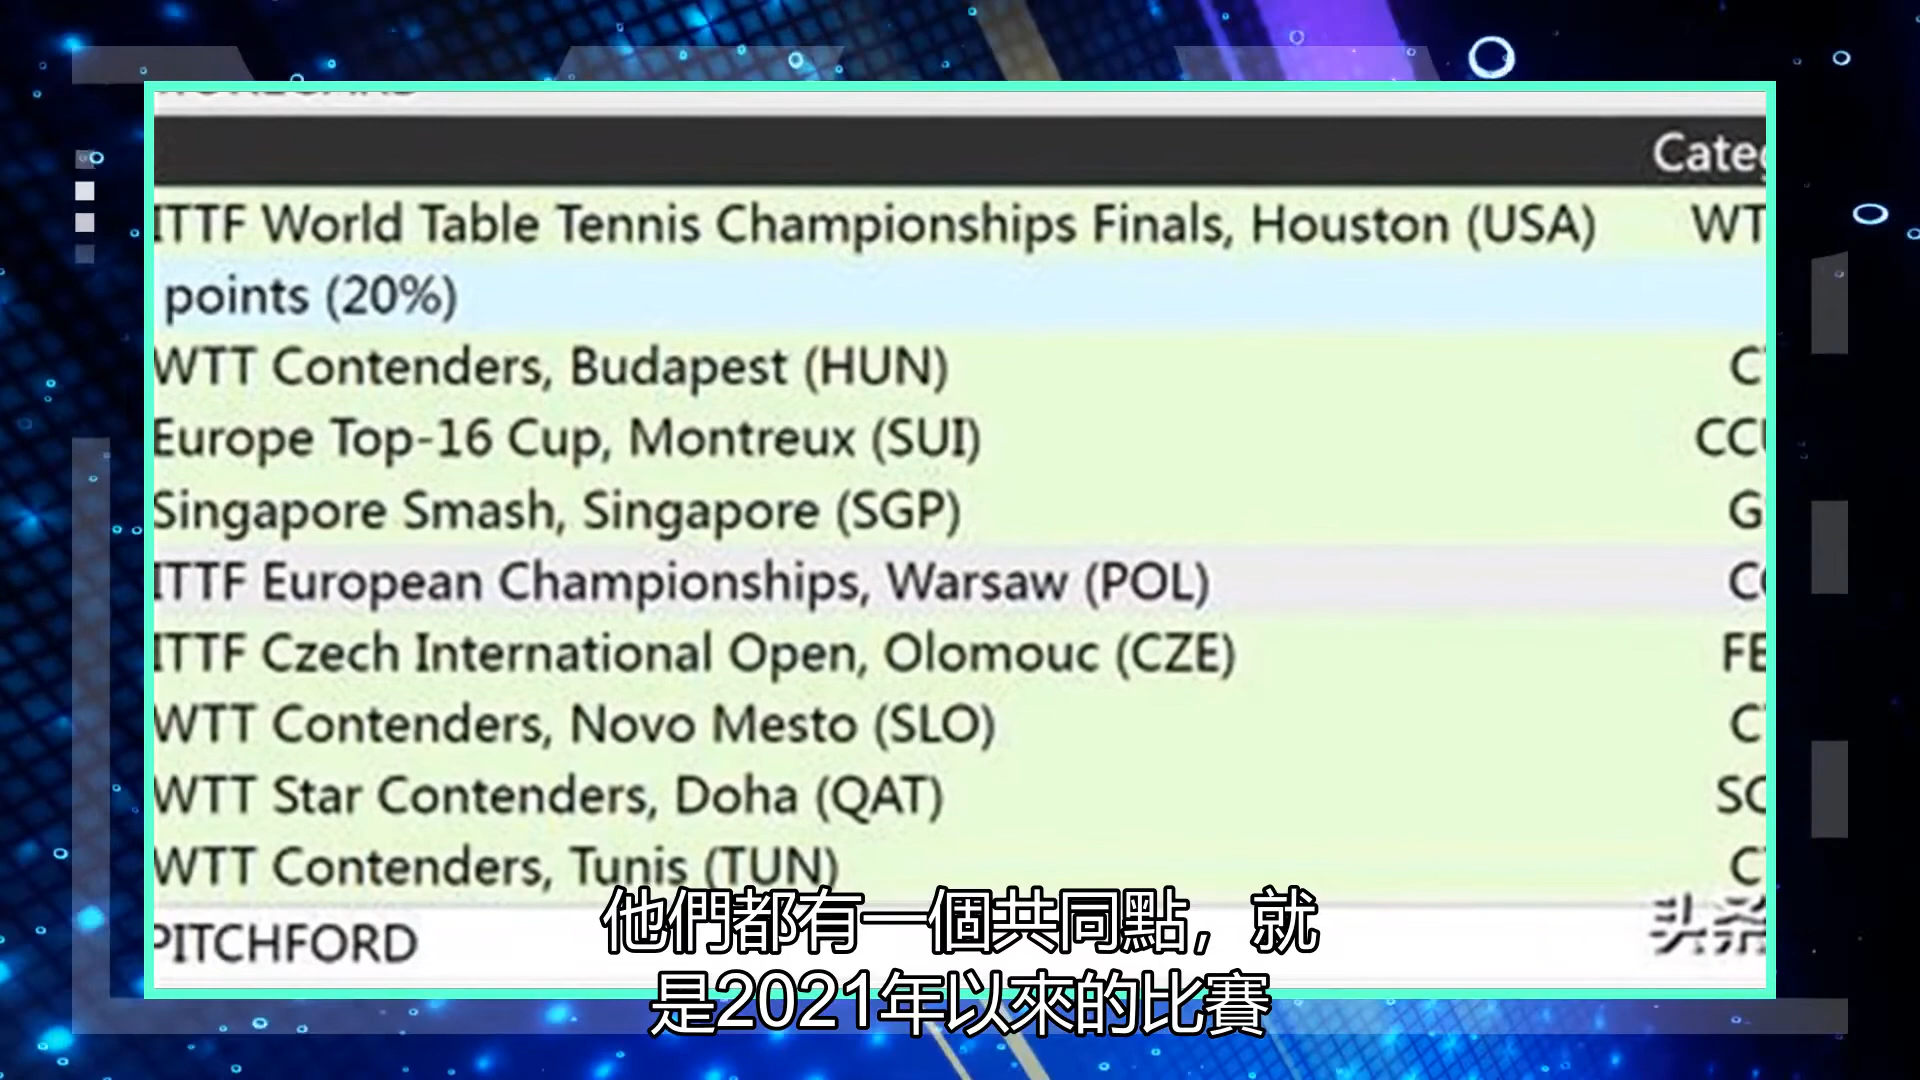 Categ
ITTF World Table Tennis Championships Finals, Houston (USA) WT
points (20%)
WTT Contenders, Budapest (HUN) C
Europe Top-16 Cup, Montreux (SUI) CCU
Singapore Smash, Singapore (SGP) G
ITTF European Championships, Warsaw (POL) CC
ITTF Czech International Open, Olomouc (CZE) FE
WTT Contenders, Novo Mesto (SLO) C
WTT Star Contenders, Doha (QAT) SC
WTT Contenders, Tunis (TUN) C
PITCHFORD
头条
他們都有一個共同點，就
是2021年以來的比賽